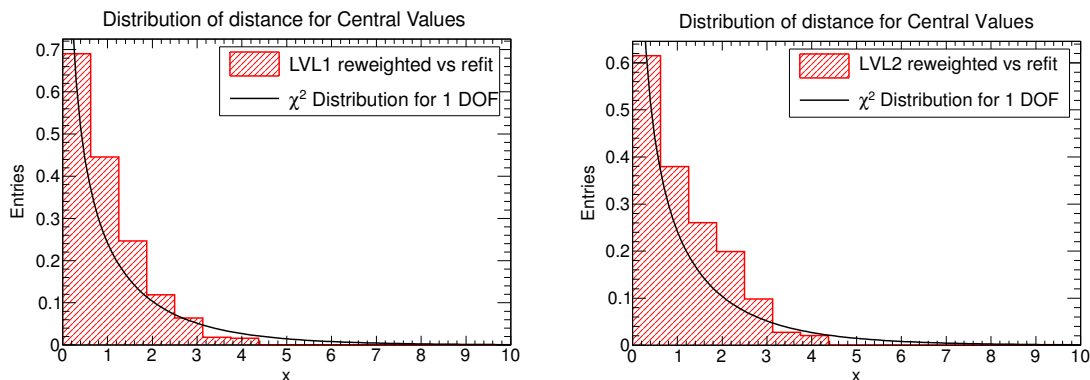 Distribution of distance for Central Values
0.7
0.6
0.5
0.4
0.3
0.2
0.1
0
Entries
LVL1 reweighted vs refit
χ² Distribution for 1 DOF
0 1 2 3 4 5 6 7 8 9 10
x
Distribution of distance for Central Values
0.6
0.5
0.4
0.3
0.2
0.1
0
Entries
LVL2 reweighted vs refit
χ² Distribution for 1 DOF
0 1 2 3 4 5 6 7 8 9 10
x